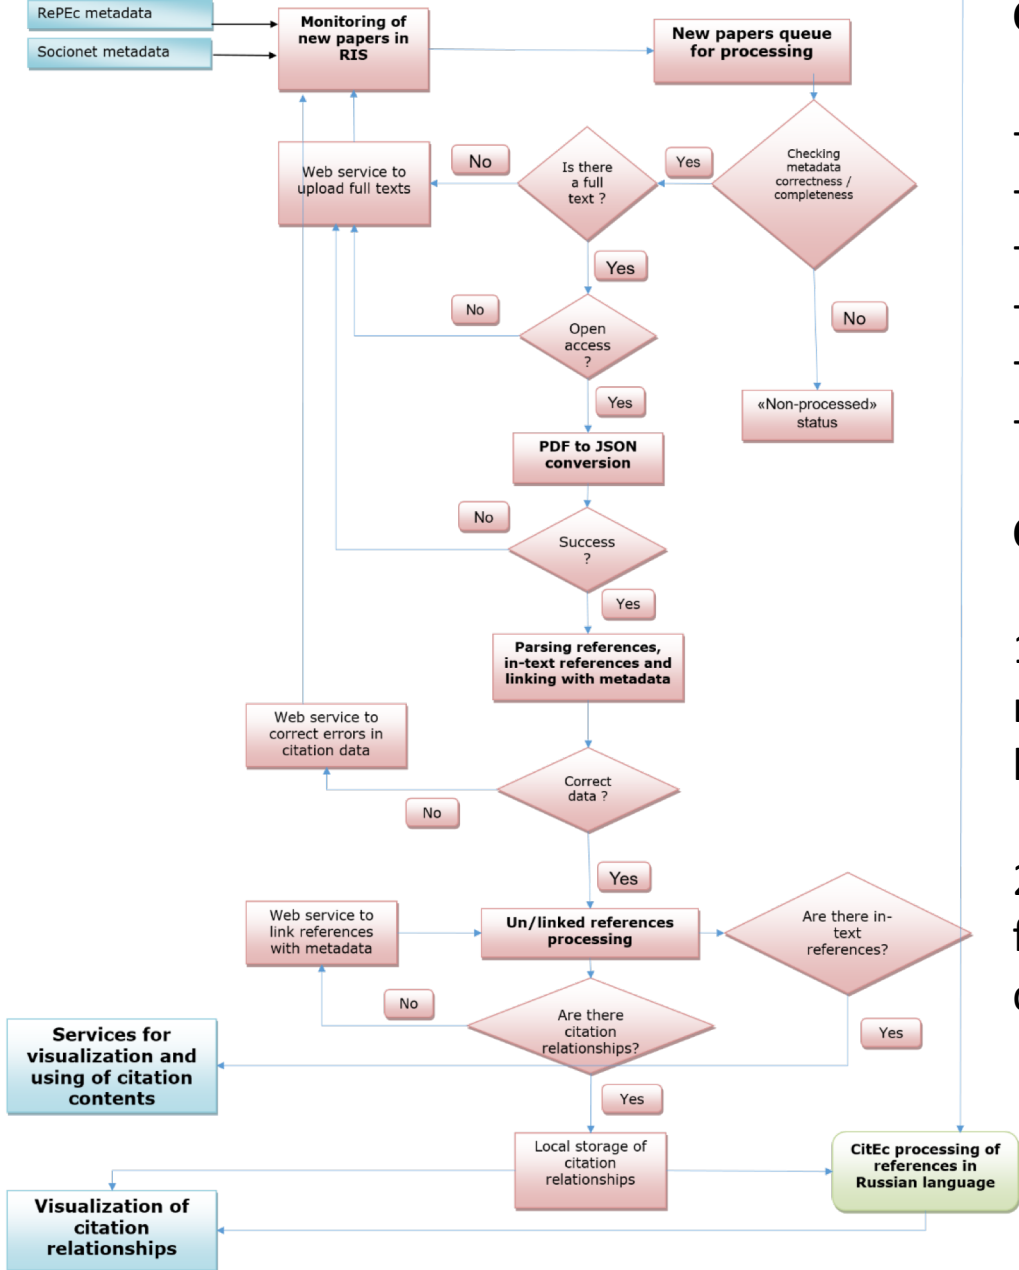 RePEc metadata
Socionet metadata
Monitoring of
new papers in
RIS
New papers queue
for processing
Checking
metadata
correctness /
completeness
Yes
Is there
a full
text ?
No
Web service to
upload full texts
Yes
No
No
Open
access
?
«Non-processed»
status
Yes
PDF to JSON
conversion
No
Success
?
Yes
Parsing references,
in-text references and
linking with metadata
Web service to
correct errors in
citation data
Correct
data ?
No
Yes
Web service to
link references
with metadata
Un/linked references
processing
Are there in-
text
references?
No
Are there
citation
relationships?
Yes
Services for
visualization and
using of citation
contents
Yes
Local storage of
citation
relationships
CitEc processing of
references in
Russian language
Visualization of
citation
relationships